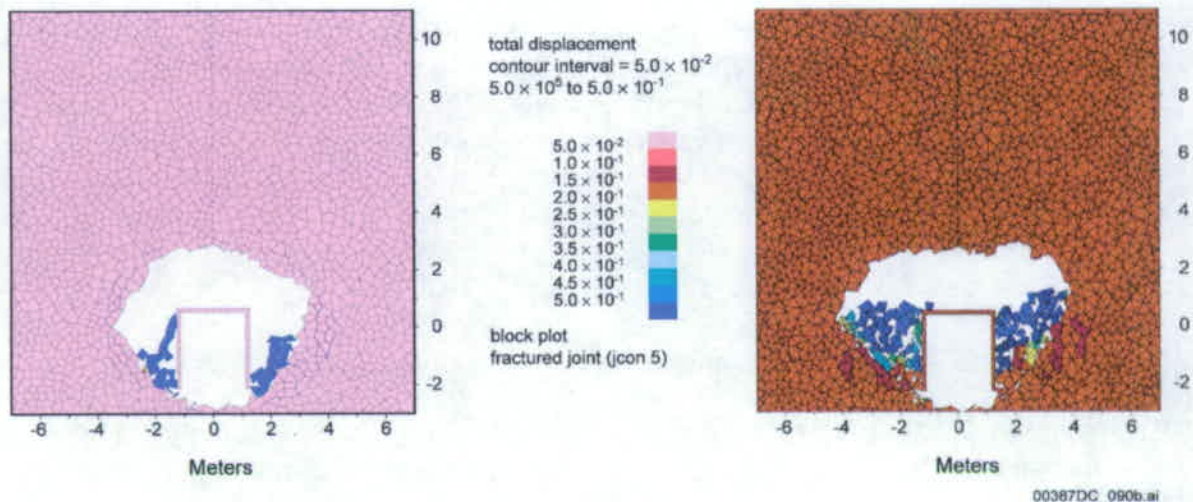 total displacement
contour interval = 5.0 × 10⁻²
5.0 × 10⁵ to 5.0 × 10⁻¹
5.0 × 10⁻²
1.0 × 10⁻¹
1.5 × 10⁻¹
2.0 × 10⁻¹
2.5 × 10⁻¹
3.0 × 10⁻¹
3.5 × 10⁻¹
4.0 × 10⁻¹
4.5 × 10⁻¹
5.0 × 10⁻¹
block plot
fractured joint (jcon 5)
10
8
6
4
2
0
-2
-6 -4 -2 0 2 4 6
Meters
10
8
6
4
2
0
-2
-6 -4 -2 0 2 4 6
Meters
00387DC_090b.ai